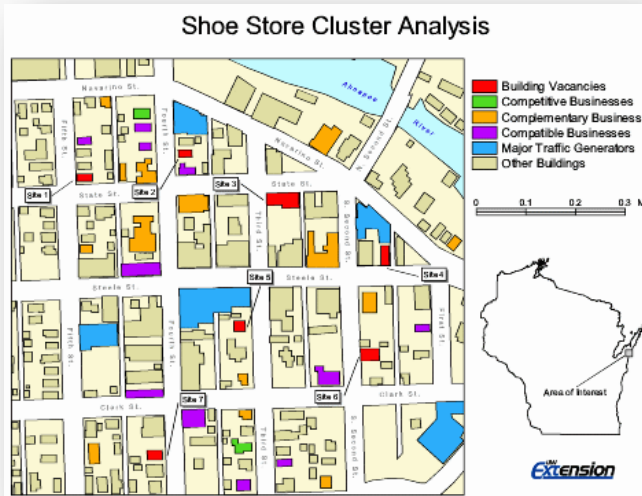 Shoe Store Cluster Analysis
Building Vacancies
Competitive Businesses
Complementary Business
Compatible Businesses
Major Traffic Generators
Other Buildings
0 0.1 0.2 0.3 M
Area of Interest
UW
Extension
Navarino St.
Ahnapee
River
N Second St.
Navarino St.
Fifth St.
Fourth St.
Site 1
State St.
Site 2
Site 3
State St.
Third St.
S. Second St.
Site 4
Steele St.
Site 5
Steele St.
Fifth St.
Fourth St.
First St.
Clark St.
Site 7
Site 6
Clark St.
Third St.
S. Second St.